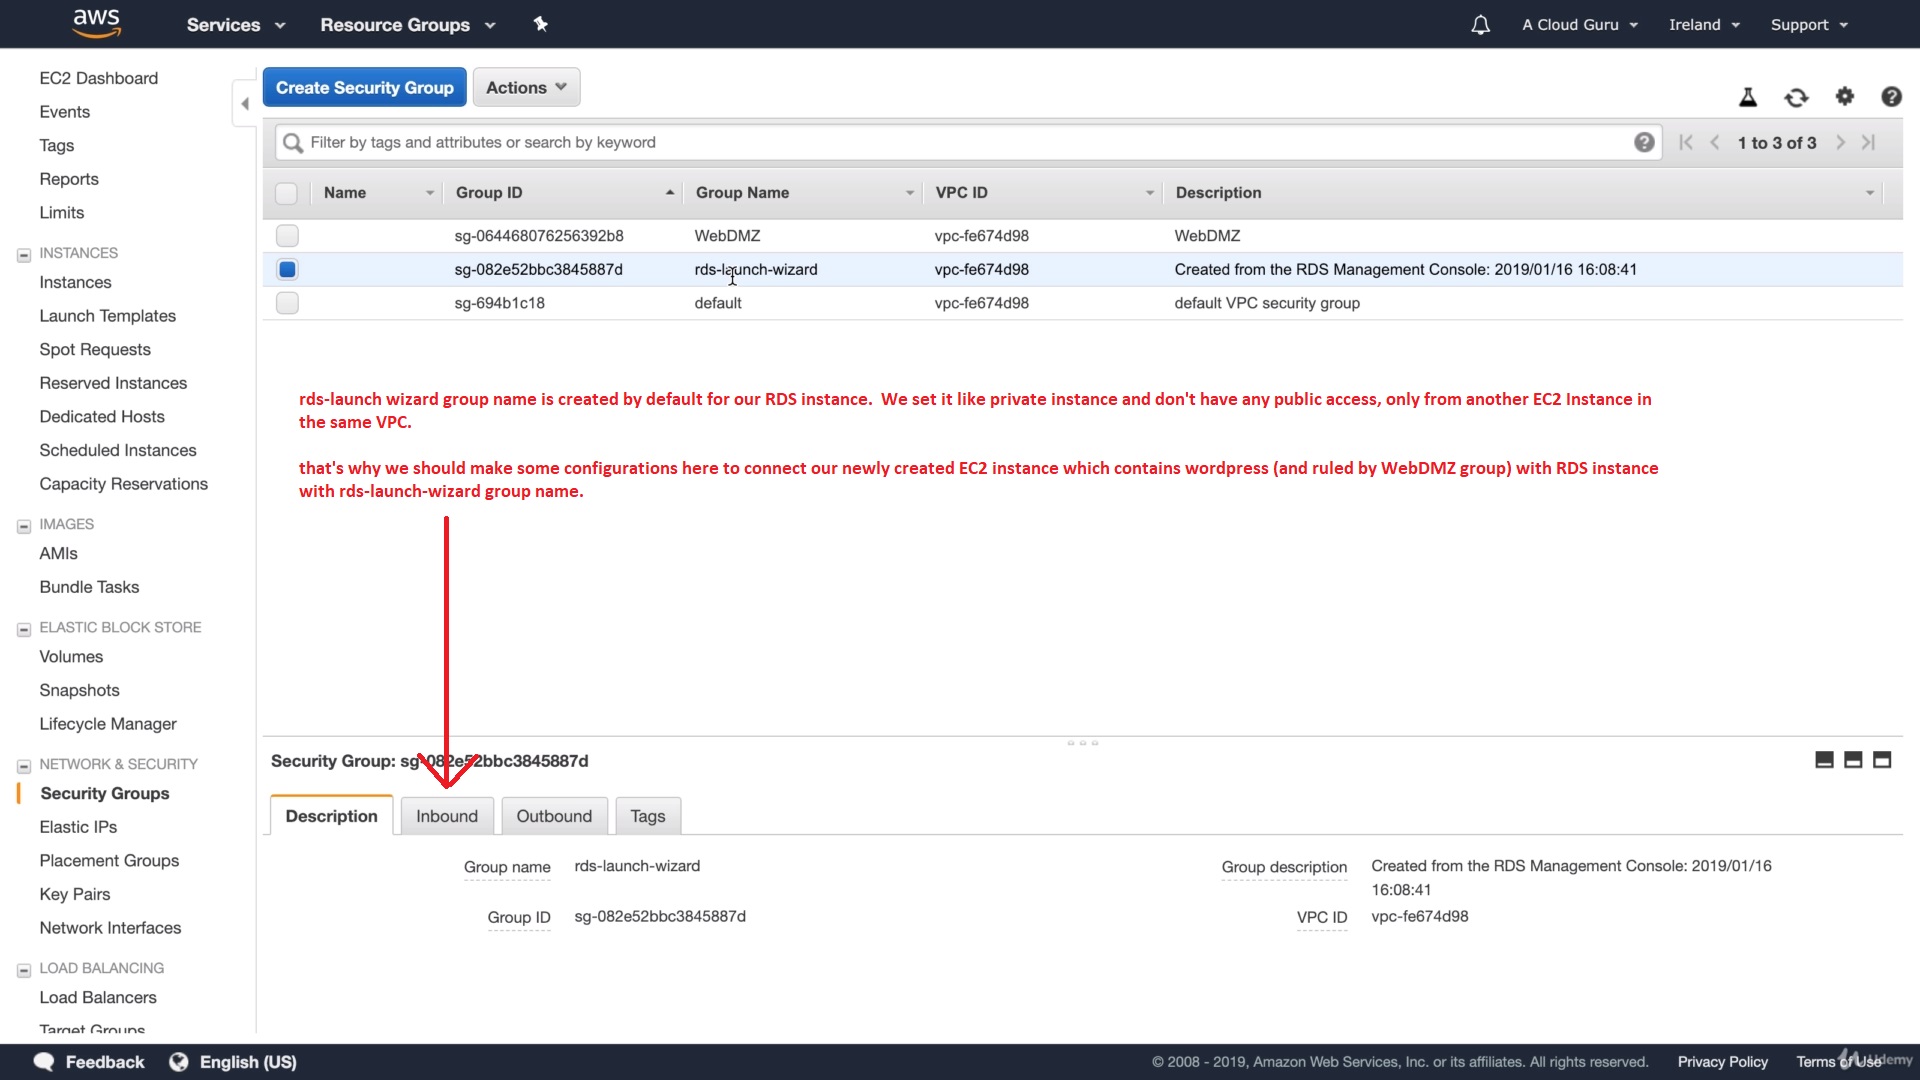 aws Services Resource Groups A Cloud Guru Ireland Support
EC2 Dashboard
Events
Tags
Reports
Limits
INSTANCES
Instances
Launch Templates
Spot Requests
Reserved Instances
Dedicated Hosts
Scheduled Instances
Capacity Reservations
IMAGES
AMIs
Bundle Tasks
ELASTIC BLOCK STORE
Volumes
Snapshots
Lifecycle Manager
NETWORK & SECURITY
Security Groups
Elastic IPs
Placement Groups
Key Pairs
Network Interfaces
LOAD BALANCING
Load Balancers
Target Groups
Create Security Group Actions
Filter by tags and attributes or search by keyword 1 to 3 of 3
Name Group ID Group Name VPC ID Description
sg-064468076256392b8 WebDMZ vpc-fe674d98 WebDMZ
sg-082e52bbc3845887d rds-launch-wizard vpc-fe674d98 Created from the RDS Management Console: 2019/01/16 16:08:41
sg-694b1c18 default vpc-fe674d98 default VPC security group
rds-launch wizard group name is created by default for our RDS instance.  We set it like private instance and don't have any public access, only from another EC2 Instance in
the same VPC.
that's why we should make some configurations here to connect our newly created EC2 instance which contains wordpress (and ruled by WebDMZ group) with RDS instance
with rds-launch-wizard group name.
Security Group: sg-082e52bbc3845887d
Description Inbound Outbound Tags
Group name rds-launch-wizard Group description Created from the RDS Management Console: 2019/01/16
16:08:41
Group ID sg-082e52bbc3845887d VPC ID vpc-fe674d98
Feedback English (US) © 2008 - 2019, Amazon Web Services, Inc. or its affiliates. All rights reserved. Privacy Policy Terms of Use Udemy